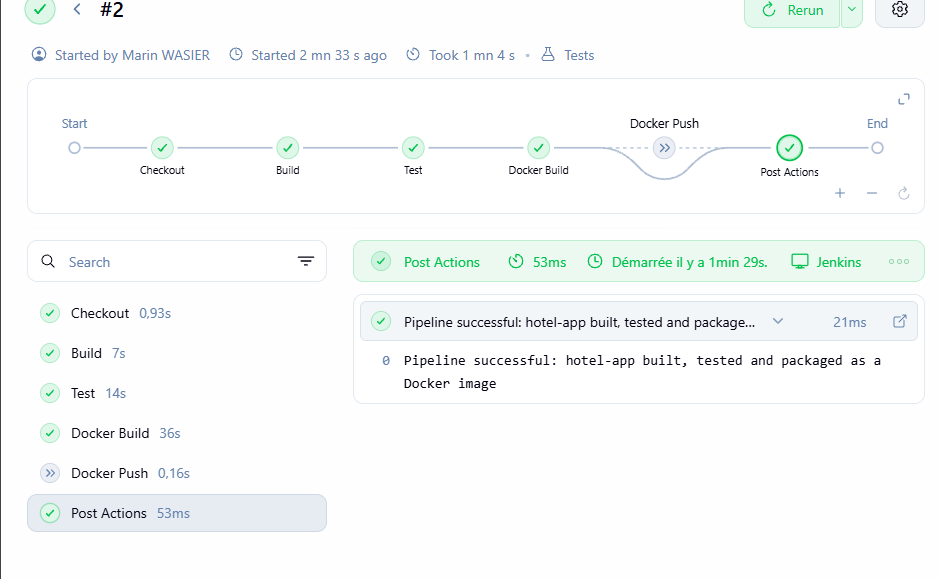 #2
Rerun
Started by Marin WASIER
Started 2 mn 33 s ago
Took 1 mn 4 s
Tests
Start
Checkout
Build
Test
Docker Build
Docker Push
Post Actions
End
Search
Checkout 0,93s
Build 7s
Test 14s
Docker Build 36s
Docker Push 0,16s
Post Actions 53ms
Post Actions
53ms
Démarrée il y a 1min 29s.
Jenkins
Pipeline successful: hotel-app built, tested and package...
21ms
0 Pipeline successful: hotel-app built, tested and packaged as a
Docker image